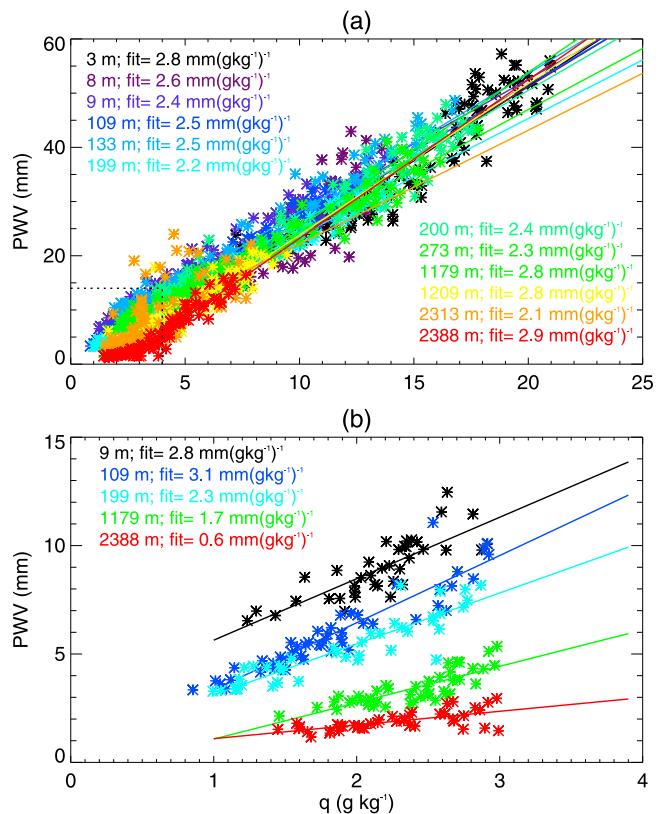 (a)
60
40
20
0
PWV (mm)
3 m; fit= 2.8 mm(gkg⁻¹)⁻¹
8 m; fit= 2.6 mm(gkg⁻¹)⁻¹
9 m; fit= 2.4 mm(gkg⁻¹)⁻¹
109 m; fit= 2.5 mm(gkg⁻¹)⁻¹
133 m; fit= 2.5 mm(gkg⁻¹)⁻¹
199 m; fit= 2.2 mm(gkg⁻¹)⁻¹
200 m; fit= 2.4 mm(gkg⁻¹)⁻¹
273 m; fit= 2.3 mm(gkg⁻¹)⁻¹
1179 m; fit= 2.8 mm(gkg⁻¹)⁻¹
1209 m; fit= 2.8 mm(gkg⁻¹)⁻¹
2313 m; fit= 2.1 mm(gkg⁻¹)⁻¹
2388 m; fit= 2.9 mm(gkg⁻¹)⁻¹
0 5 10 15 20 25
(b)
15
10
5
0
PWV (mm)
9 m; fit= 2.8 mm(gkg⁻¹)⁻¹
109 m; fit= 3.1 mm(gkg⁻¹)⁻¹
199 m; fit= 2.3 mm(gkg⁻¹)⁻¹
1179 m; fit= 1.7 mm(gkg⁻¹)⁻¹
2388 m; fit= 0.6 mm(gkg⁻¹)⁻¹
0 1 2 3 4
q (g kg⁻¹)